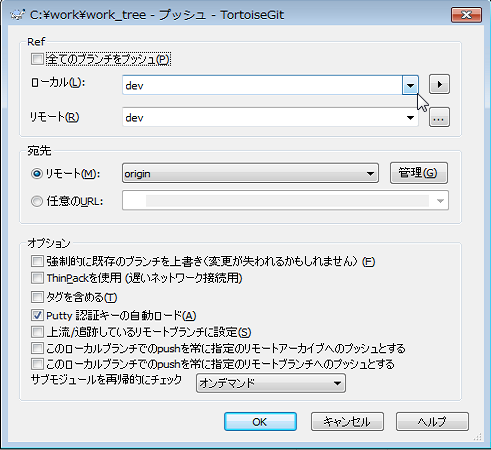 C:¥work¥work_tree - プッシュ - TortoiseGit
Ref
全てのブランチをプッシュ(P)
ローカル(L): dev
リモート(R) dev ...
宛先
リモート(M): origin 管理(G)
任意のURL:
オプション
強制的に既存のブランチを上書き(変更が失われるかもしれません) (F)
ThinPackを使用 (遅いネットワーク接続用)
タグを含める(T)
Putty 認証キーの自動ロード(A)
上流/追跡しているリモートブランチに設定(S)
このローカルブランチでのpushを常に指定のリモートアーカイブへのプッシュとする
このローカルブランチでのpushを常に指定のリモートブランチへのプッシュとする
サブモジュールを再帰的にチェック オンデマンド
OK キャンセル ヘルプ